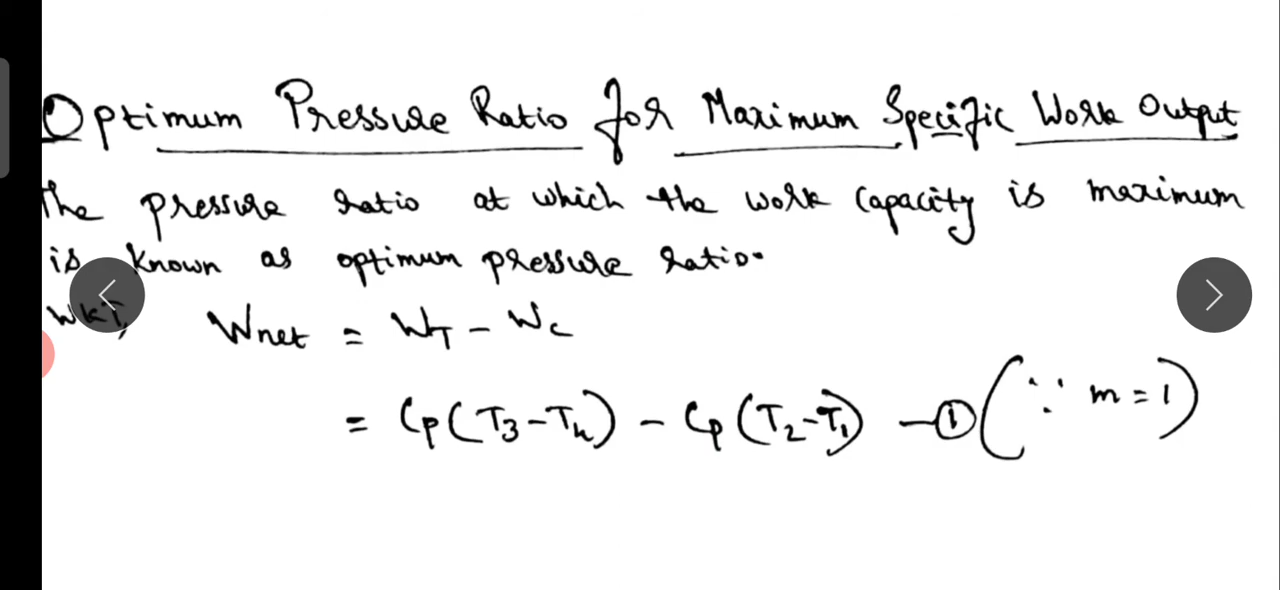 Optimum Pressure Ratio for Maximum Specific Work Output
The pressure ratio at which the work capacity is maximum
is known as optimum pressure ratio.
WKT, Wnet = WT - Wc
= Cp(T3-T4) - Cp(T2-T1) —① (∵ m=1)